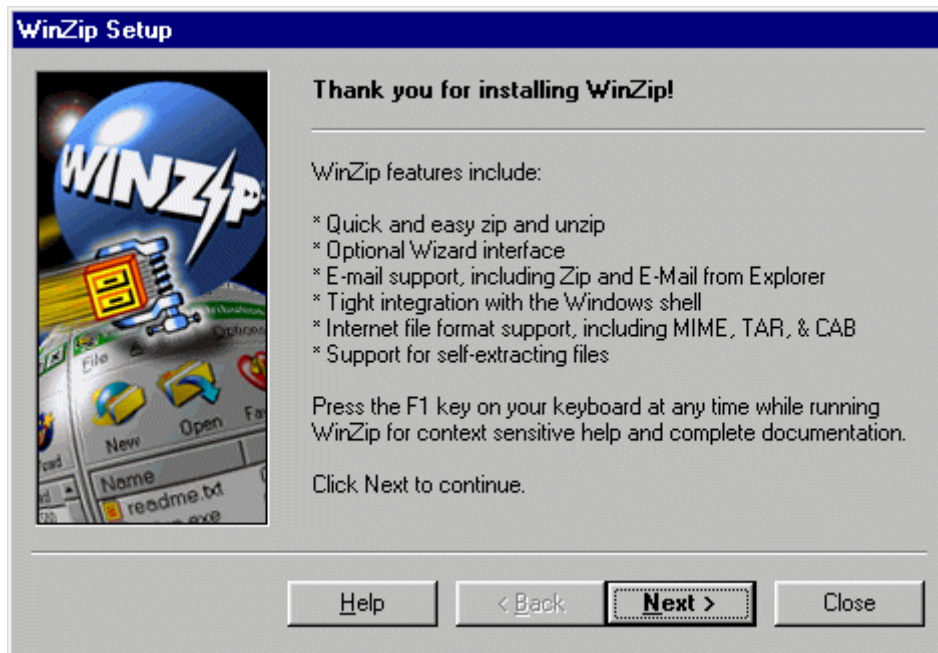 WinZip Setup
Thank you for installing WinZip!
WinZip features include:
* Quick and easy zip and unzip
* Optional Wizard interface
* E-mail support, including Zip and E-Mail from Explorer
* Tight integration with the Windows shell
* Internet file format support, including MIME, TAR, & CAB
* Support for self-extracting files
Press the F1 key on your keyboard at any time while running
WinZip for context sensitive help and complete documentation.
Click Next to continue.
WINZIP
File
Options
New
Open
Name
readme.txt
Help
< Back
Next >
Close